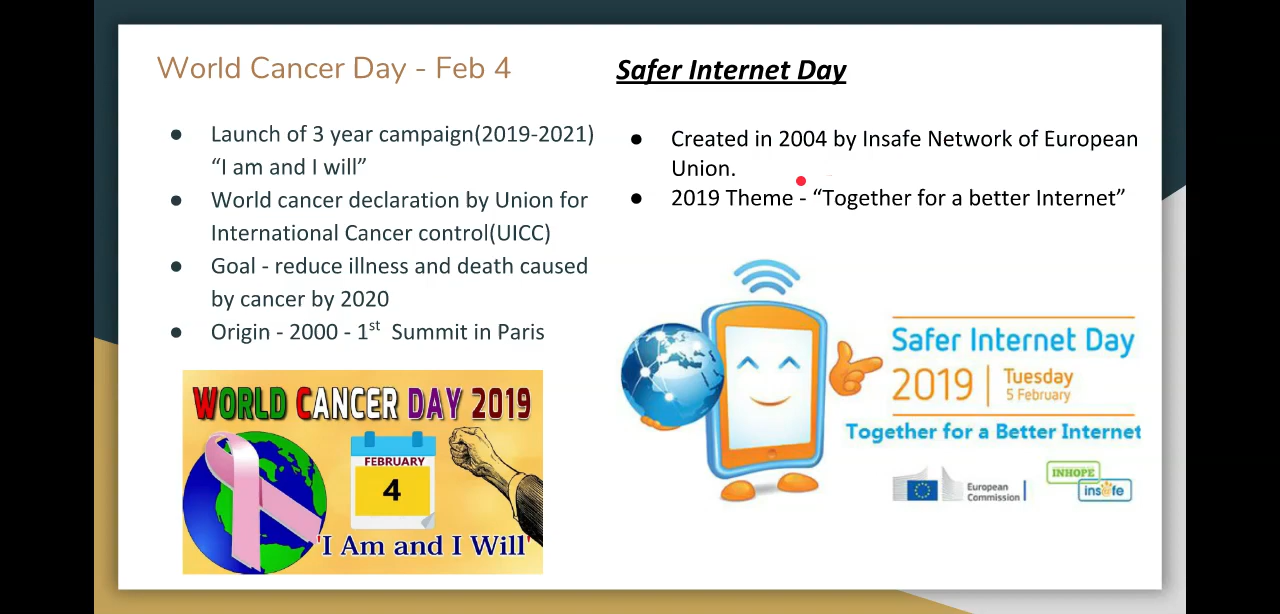 World Cancer Day - Feb 4
● Launch of 3 year campaign(2019-2021)
“I am and I will”
● World cancer declaration by Union for
International Cancer control(UICC)
● Goal - reduce illness and death caused
by cancer by 2020
● Origin - 2000 - 1st Summit in Paris
WORLD CANCER DAY 2019
FEBRUARY
4
'I Am and I Will'
Safer Internet Day
● Created in 2004 by Insafe Network of European
Union.
● 2019 Theme - “Together for a better Internet”
Safer Internet Day
2019
Tuesday
5 February
Together for a Better Internet
European
Commission
INHOPE
insafe